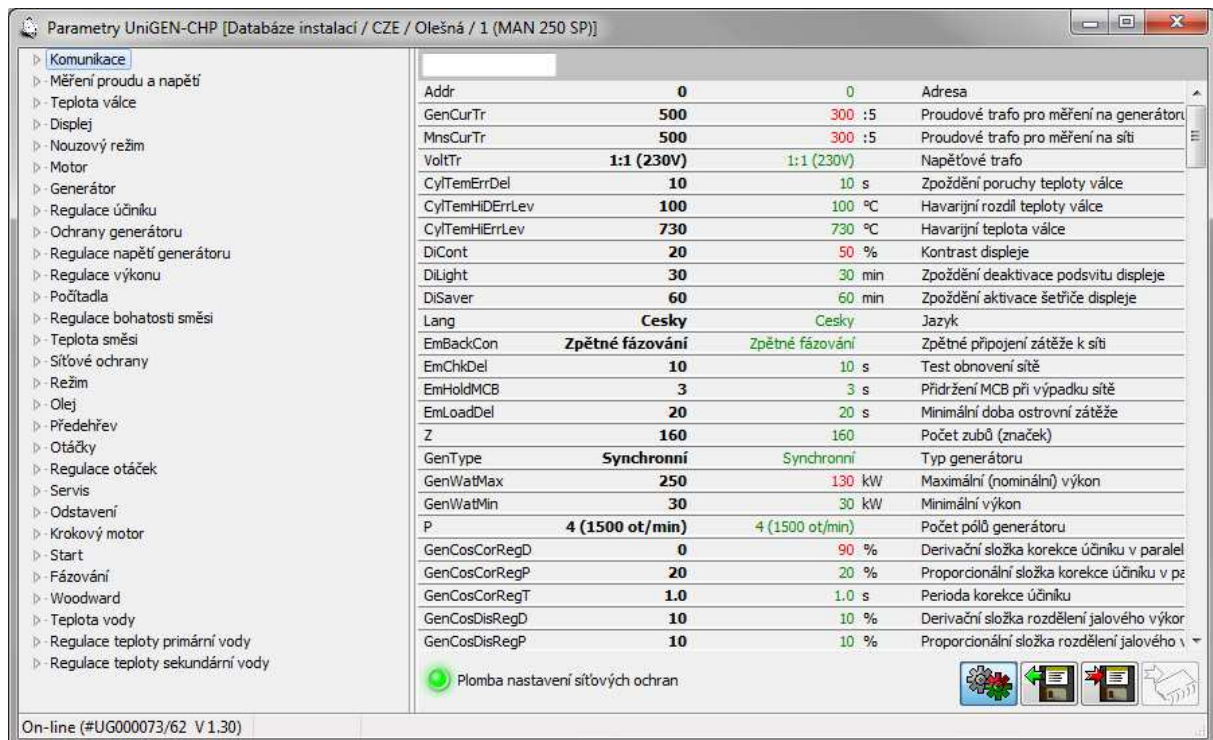 Parametry UniGEN-CHP [Databáze instalací / CZE / Olešná / 1 (MAN 250 SP)]
Komunikace
Měření proudu a napětí
Teplota válce
Displej
Nouzový režim
Motor
Generátor
Regulace účiníku
Ochrany generátoru
Regulace napětí generátoru
Regulace výkonu
Počítadla
Regulace bohatosti směsi
Teplota směsi
Síťové ochrany
Režim
Olej
Předehřev
Otáčky
Regulace otáček
Servis
Odstavení
Krokový motor
Start
Fázování
Woodward
Teplota vody
Regulace teploty primární vody
Regulace teploty sekundární vody
Addr 0 0 Adresa
GenCurTr 500 300 :5 Proudové trafo pro měření na generátoru
MnsCurTr 500 300 :5 Proudové trafo pro měření na síti
VoltTr 1:1 (230V) 1:1 (230V) Napěťové trafo
CylTemErrDel 10 10 s Zpoždění poruchy teploty válce
CylTemHiDErrLev 100 100 °C Havarijní rozdíl teploty válce
CylTemHiErrLev 730 730 °C Havarijní teplota válce
DiCont 20 50 % Kontrast displeje
DiLight 30 30 min Zpoždění deaktivace podsvitu displeje
DiSaver 60 60 min Zpoždění aktivace šetřiče displeje
Lang Cesky Cesky Jazyk
EmBackCon Zpětné fázování Zpětné fázování Zpětné připojení zátěže k síti
EmChkDel 10 10 s Test obnovení sítě
EmHoldMCB 3 3 s Přidržení MCB při výpadku sítě
EmLoadDel 20 20 s Minimální doba ostrovní zátěže
Z 160 160 Počet zubů (značek)
GenType Synchronní Synchronní Typ generátoru
GenWatMax 250 130 kW Maximální (nominální) výkon
GenWatMin 30 30 kW Minimální výkon
P 4 (1500 ot/min) 4 (1500 ot/min) Počet pólů generátoru
GenCosCorRegD 0 90 % Derivační složka korekce účiníku v paralel
GenCosCorRegP 20 20 % Proporcionální složka korekce účiníku v pa
GenCosCorRegT 1.0 1.0 s Perioda korekce účiníku
GenCosDisRegD 10 10 % Derivační složka rozdělení jalového výkor
GenCosDisRegP 10 10 % Proporcionální složka rozdělení jalového v
Plomba nastavení síťových ochran
On-line (#UG000073/62 V 1.30)